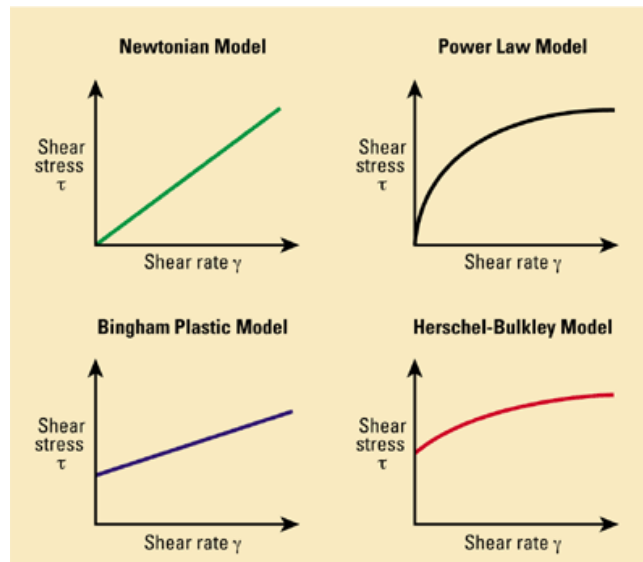 Newtonian Model
Shear
stress
τ
Shear rate γ
Power Law Model
Shear
stress
τ
Shear rate γ
Bingham Plastic Model
Shear
stress
τ
Shear rate γ
Herschel-Bulkley Model
Shear
stress
τ
Shear rate γ